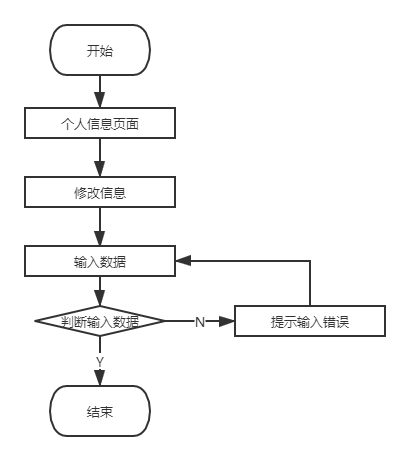 开始
个人信息页面
修改信息
输入数据
判断输入数据
N
提示输入错误
Y
结束